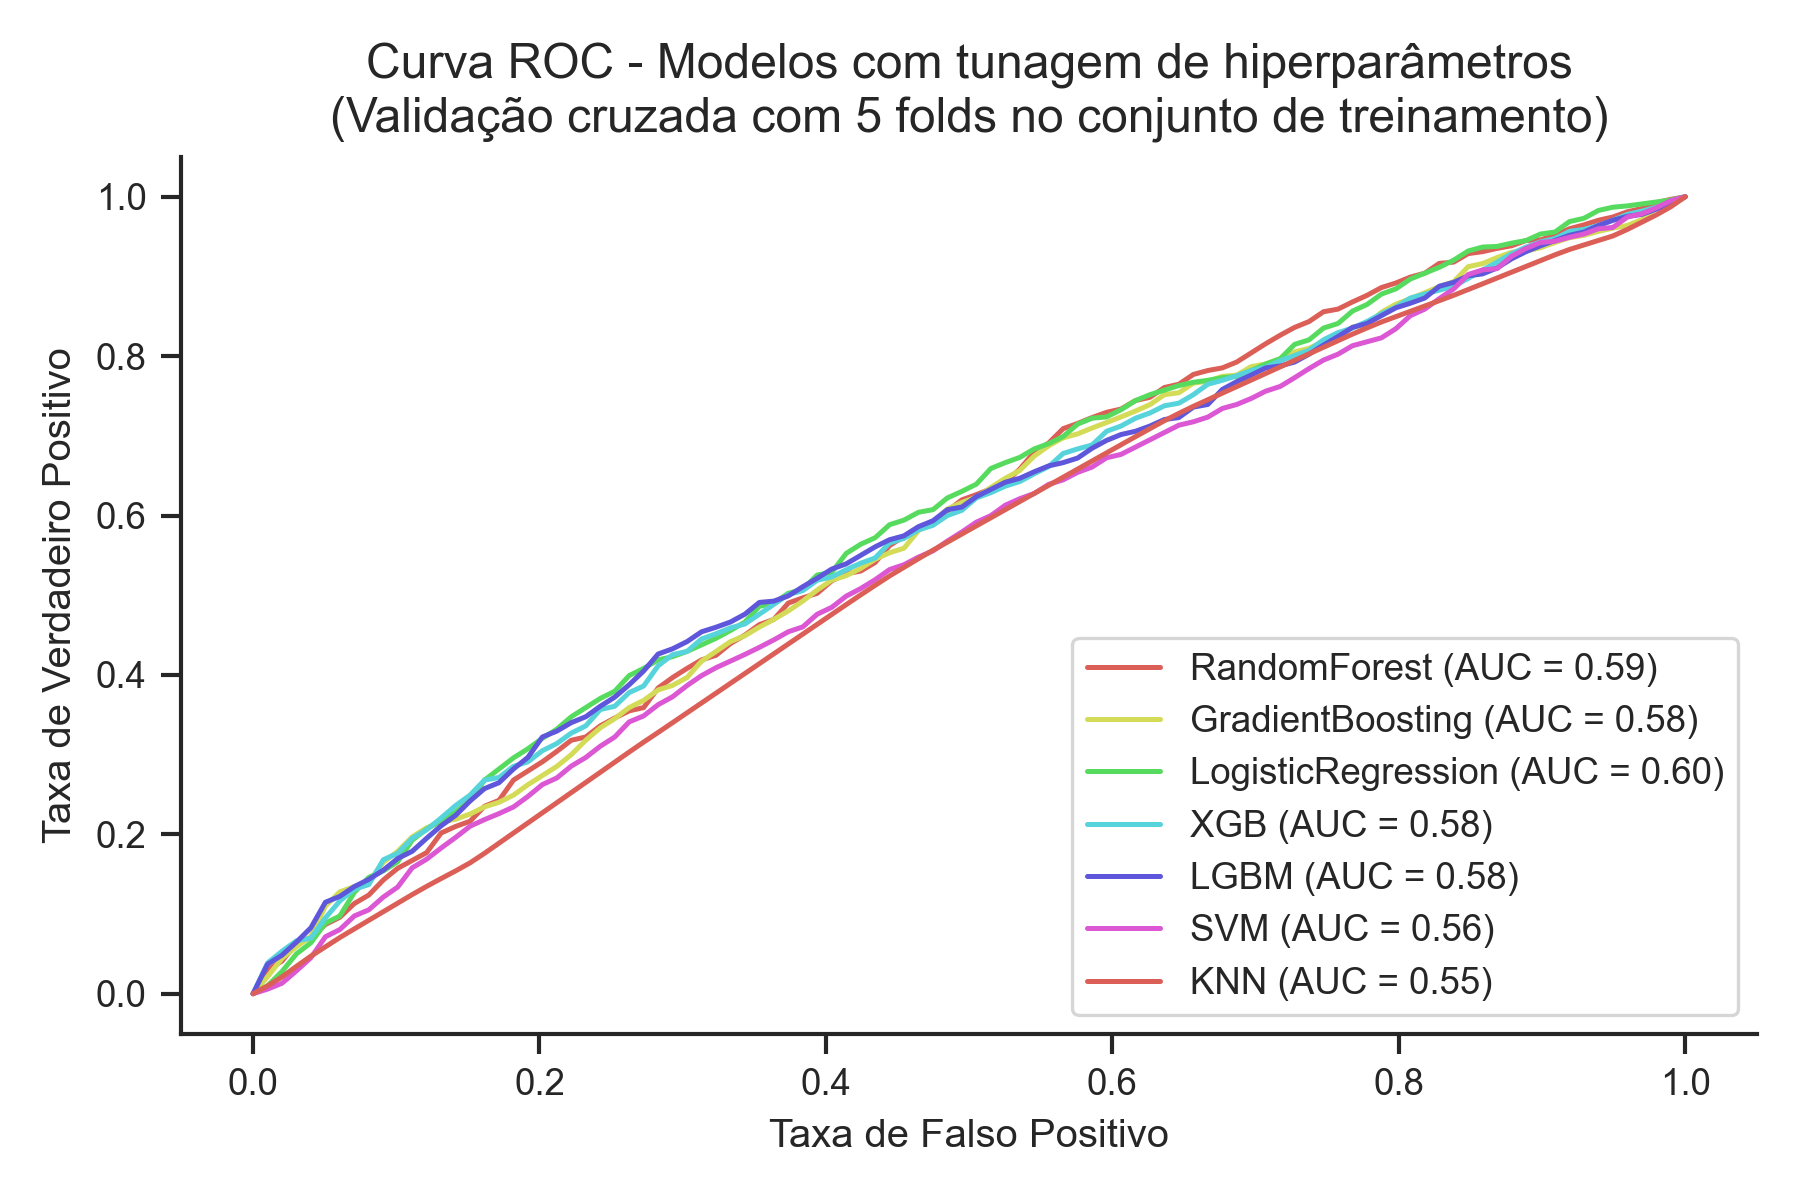 Curva ROC - Modelos com tunagem de hiperparâmetros
(Validação cruzada com 5 folds no conjunto de treinamento)
Taxa de Verdadeiro Positivo
1.0
0.8
0.6
0.4
0.2
0.0
RandomForest (AUC = 0.59)
GradientBoosting (AUC = 0.58)
LogisticRegression (AUC = 0.60)
XGB (AUC = 0.58)
LGBM (AUC = 0.58)
SVM (AUC = 0.56)
KNN (AUC = 0.55)
0.0 0.2 0.4 0.6 0.8 1.0
Taxa de Falso Positivo